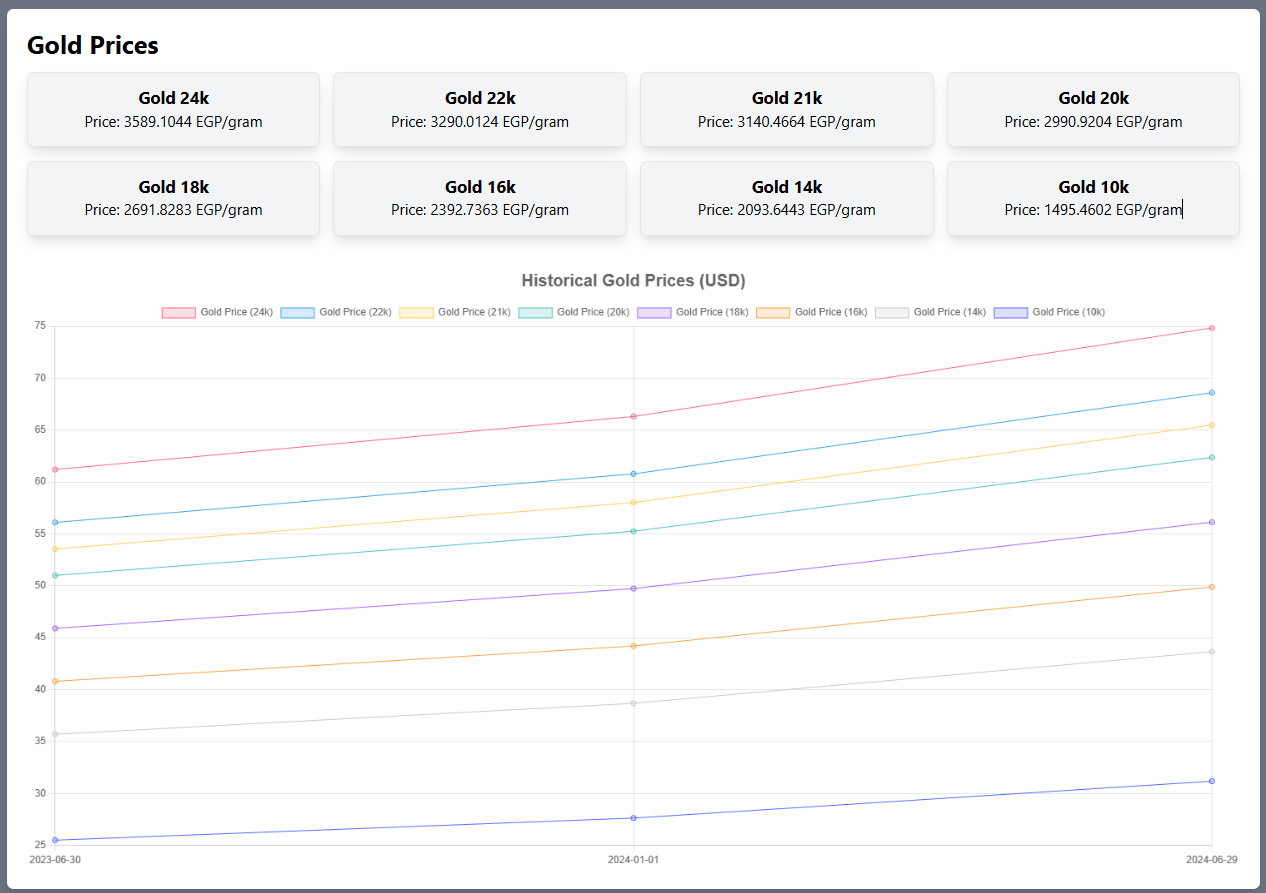 Gold Prices
Gold 24k
Price: 3589.1044 EGP/gram
Gold 22k
Price: 3290.0124 EGP/gram
Gold 21k
Price: 3140.4664 EGP/gram
Gold 20k
Price: 2990.9204 EGP/gram
Gold 18k
Price: 2691.8283 EGP/gram
Gold 16k
Price: 2392.7363 EGP/gram
Gold 14k
Price: 2093.6443 EGP/gram
Gold 10k
Price: 1495.4602 EGP/gram
Historical Gold Prices (USD)
Gold Price (24k) Gold Price (22k) Gold Price (21k) Gold Price (20k) Gold Price (18k) Gold Price (16k) Gold Price (14k) Gold Price (10k)
75
70
65
60
55
50
45
40
35
30
25
2023-06-30 2024-01-01 2024-06-29